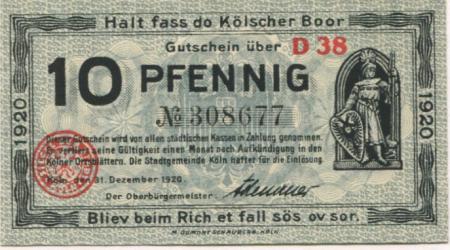 Halt fass do Kölscher Boor
Gutschein über D 38
10 PFENNIG
1920
№ 308677
1920
Dieser Gutschein wird von allen städtischen Kassen in Zahlung genommen.
Er verliert seine Gültigkeit einen Monat nach Aufkündigung in den
Kölner Ortsblättern. Die Stadtgemeinde Köln haftet für die Einlösung
Köln, den 31. Dezember 1920.
Der Oberbürgermeister:
Bliev beim Rich et fall sös ov sor.
M. DUMONT SCHAUBERG, KÖLN